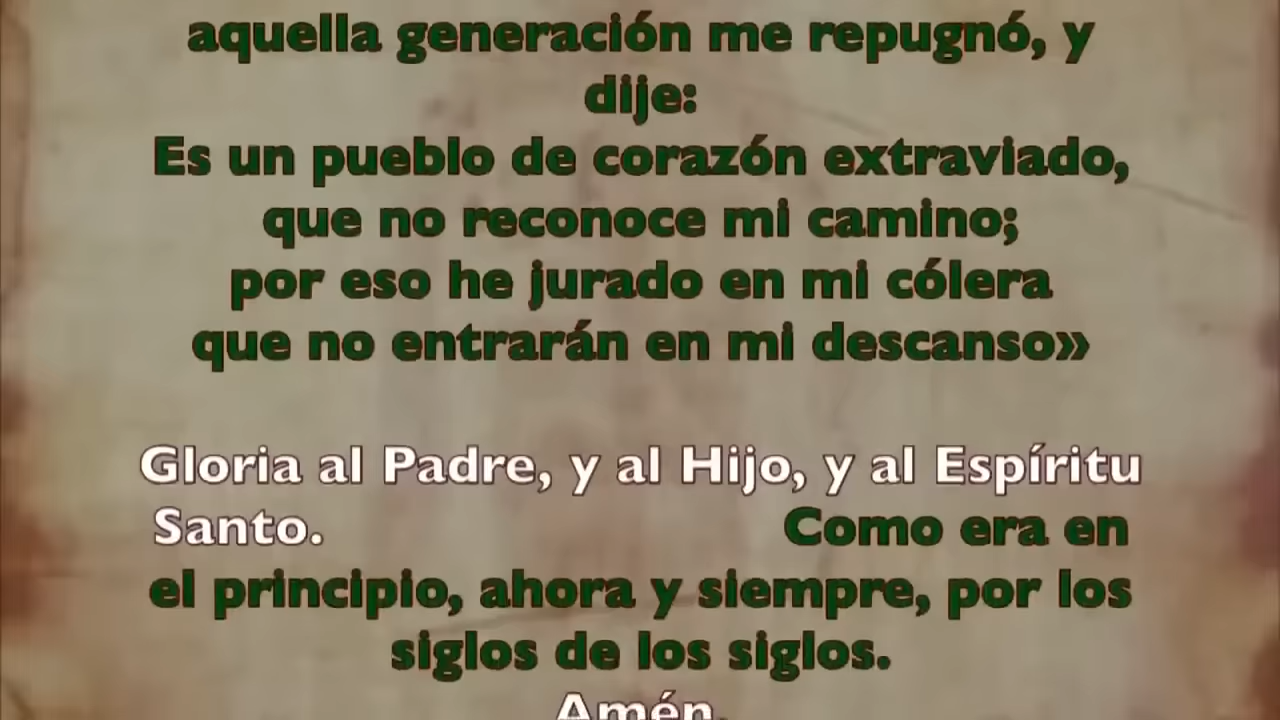 aquella generación me repugnó, y
dije:
Es un pueblo de corazón extraviado,
que no reconoce mi camino;
por eso he jurado en mi cólera
que no entrarán en mi descanso»
Gloria al Padre, y al Hijo, y al Espíritu
Santo. Como era en
el principio, ahora y siempre, por los
siglos de los siglos.
Amén.